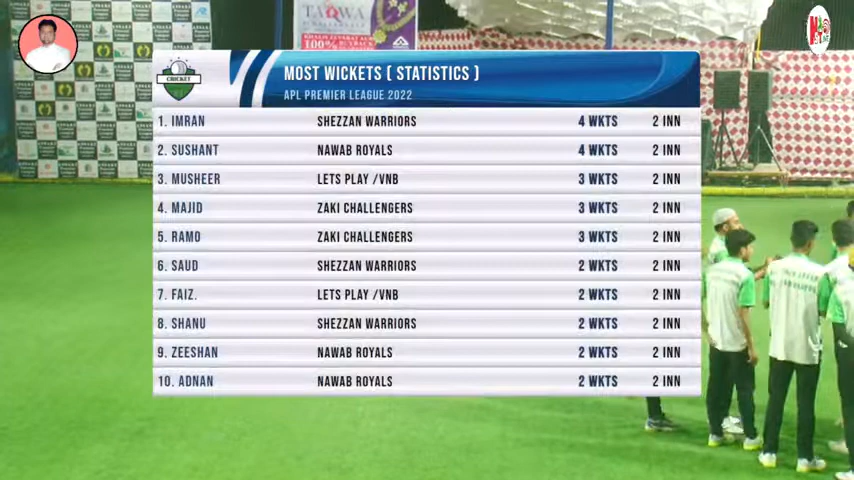 TAQWA
100% BUYBACK
CRICKET
MOST WICKETS [ STATISTICS ]
APL PREMIER LEAGUE 2022
1. IMRAN SHEZZAN WARRIORS 4 WKTS 2 INN
2. SUSHANT NAWAB ROYALS 4 WKTS 2 INN
3. MUSHEER LETS PLAY /VNB 3 WKTS 2 INN
4. MAJID ZAKI CHALLENGERS 3 WKTS 2 INN
5. RAMO ZAKI CHALLENGERS 3 WKTS 2 INN
6. SAUD SHEZZAN WARRIORS 2 WKTS 2 INN
7. FAIZ. LETS PLAY /VNB 2 WKTS 2 INN
8. SHANU SHEZZAN WARRIORS 2 WKTS 2 INN
9. ZEESHAN NAWAB ROYALS 2 WKTS 2 INN
10. ADNAN NAWAB ROYALS 2 WKTS 2 INN